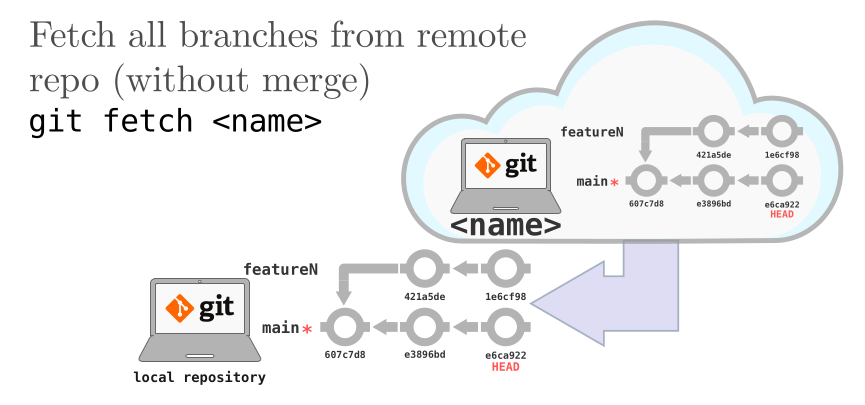 Fetch all branches from remote
repo (without merge)
git fetch <name>
featureN
421a5de
1e6cf98
git
main*
607c7d8
e3896bd
e6ca922
HEAD
<name>
featureN
421a5de
1e6cf98
git
main*
607c7d8
e3896bd
e6ca922
HEAD
local repository